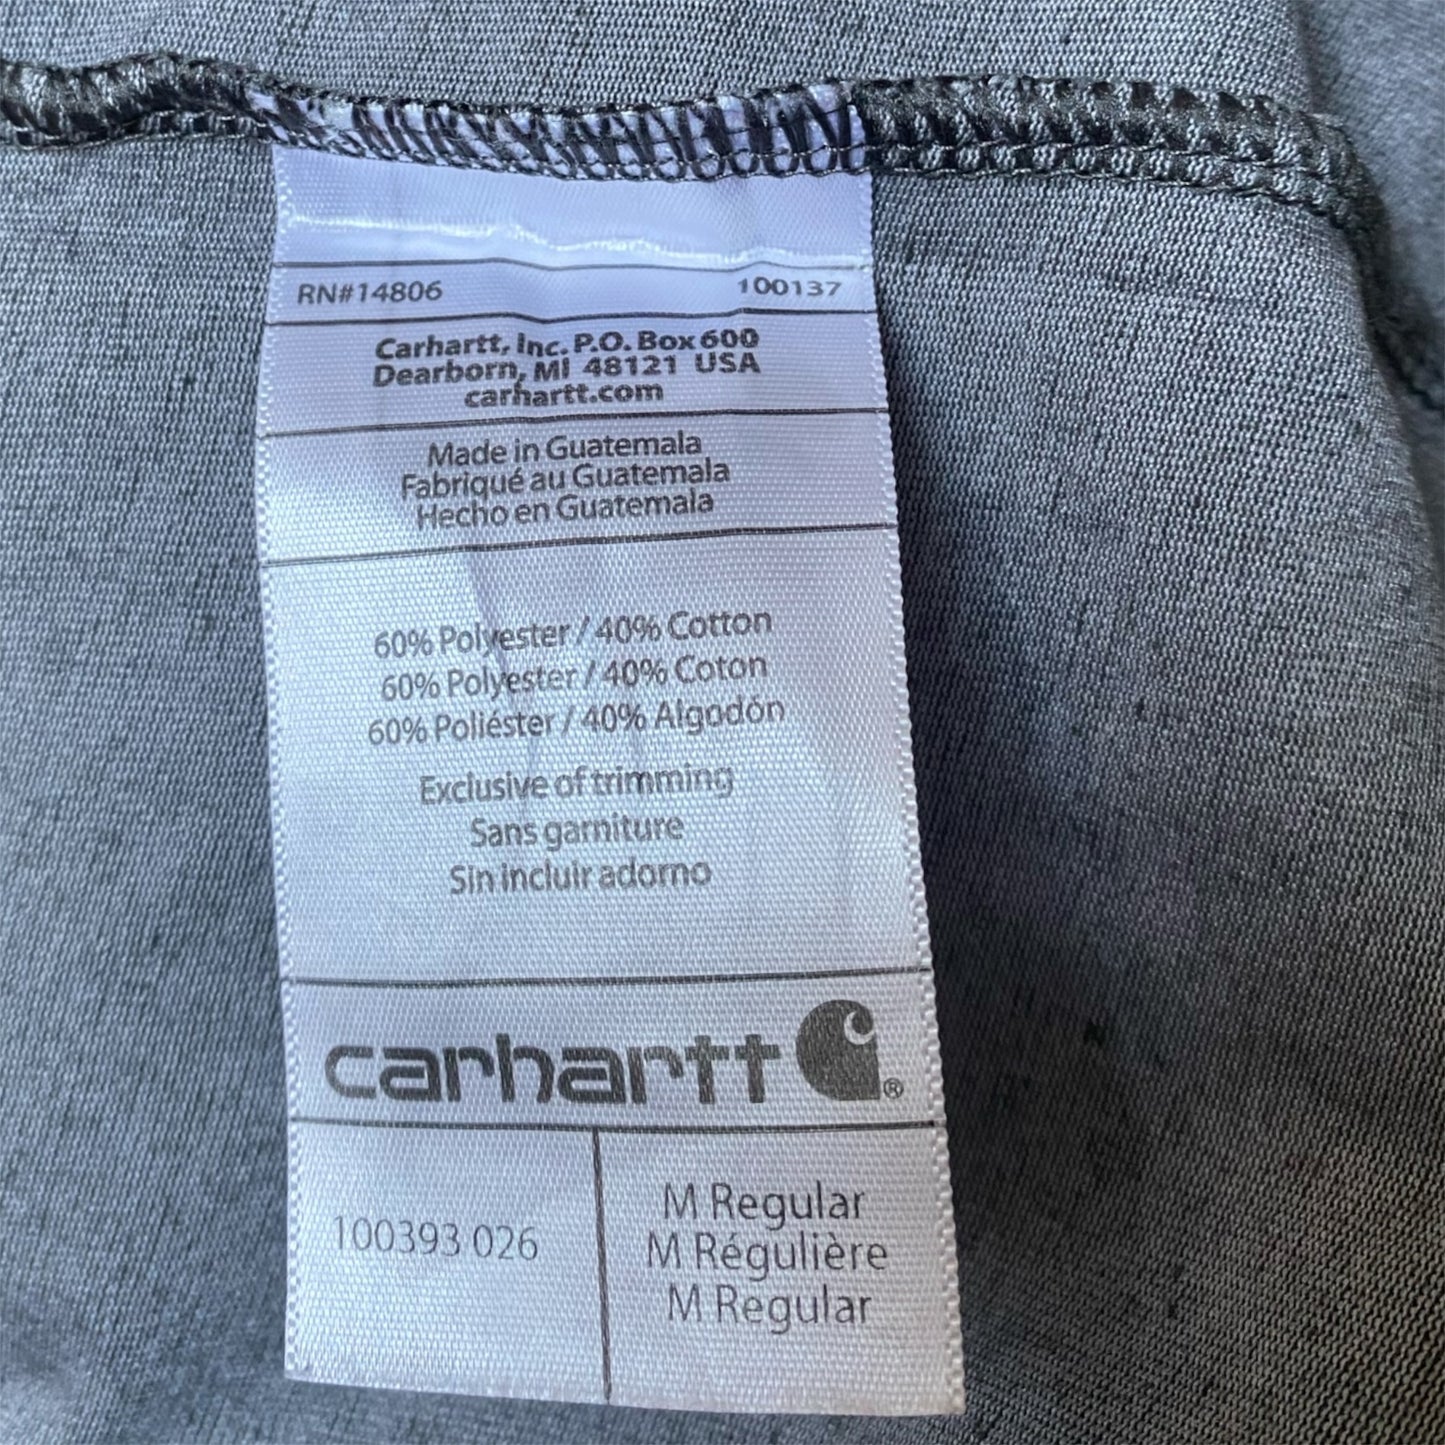 RN#14806 100137
Carhartt, Inc. P.O. Box 600
Dearborn, MI 48121 USA
carhartt.com
Made in Guatemala
Fabriqué au Guatemala
Hecho en Guatemala
60% Polyester / 40% Cotton
60% Polyester / 40% Coton
60% Poliéster / 40% Algodón
Exclusive of trimming
Sans garniture
Sin incluir adorno
carhartt ®
100393 026
M Regular
M Régulière
M Regular